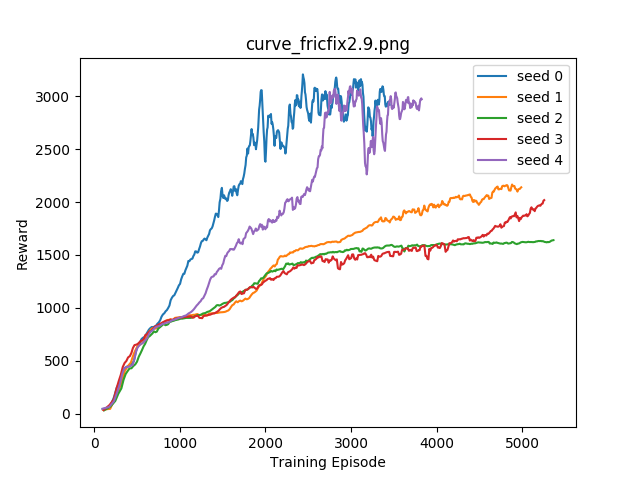 curve_fricfix2.9.png
seed 0
seed 1
seed 2
seed 3
seed 4
Reward
3000
2500
2000
1500
1000
500
0
0 1000 2000 3000 4000 5000
Training Episode